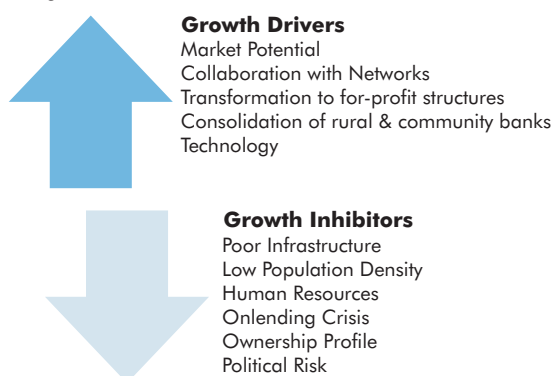 Growth Drivers
Market Potential
Collaboration with Networks
Transformation to for-profit structures
Consolidation of rural & community banks
Technology
Growth Inhibitors
Poor Infrastructure
Low Population Density
Human Resources
Onlending Crisis
Ownership Profile
Political Risk